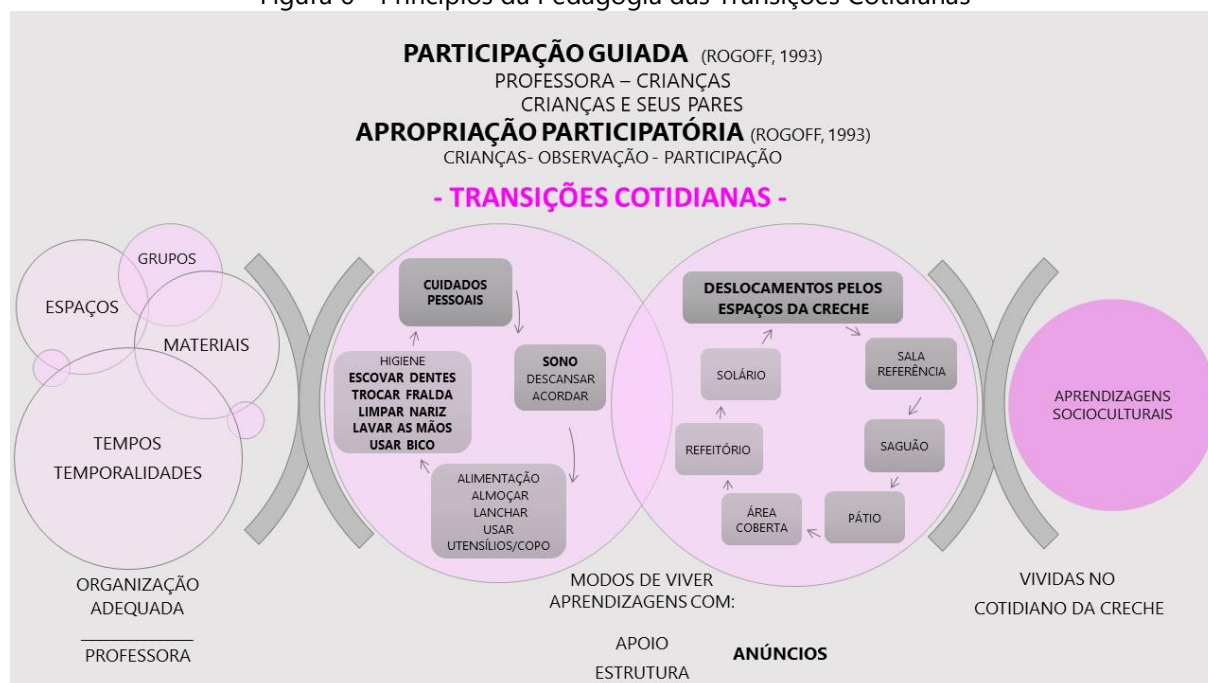 Figura 6 - Princípios da Pedagogia das Transições Cotidianas
PARTICIPAÇÃO GUIADA (ROGOFF, 1993)
PROFESSORA – CRIANÇAS
CRIANÇAS E SEUS PARES
APROPRIAÇÃO PARTICIPATÓRIA (ROGOFF, 1993)
CRIANÇAS- OBSERVAÇÃO - PARTICIPAÇÃO
- TRANSIÇÕES COTIDIANAS -
GRUPOS
ESPAÇOS
MATERIAIS
TEMPOS
TEMPORALIDADES
ORGANIZAÇÃO
ADEQUADA
PROFESSORA
CUIDADOS
PESSOAIS
SONO
DESCANSAR
ACORDAR
HIGIENE
ESCOVAR DENTES
TROCAR FRALDA
LIMPAR NARIZ
LAVAR AS MÃOS
USAR BICO
ALIMENTAÇÃO
ALMOÇAR
LANCHAR
USAR
UTENSÍLIOS/COPO
DESLOCAMENTOS PELOS
ESPAÇOS DA CRECHE
SALA
REFERÊNCIA
SAGUÃO
PÁTIO
ÁREA
COBERTA
REFEITÓRIO
SOLÁRIO
MODOS DE VIVER
APRENDIZAGENS COM:
APOIO
ESTRUTURA
ANÚNCIOS
APRENDIZAGENS
SOCIOCULTURAIS
VIVIDAS NO
COTIDIANO DA CRECHE